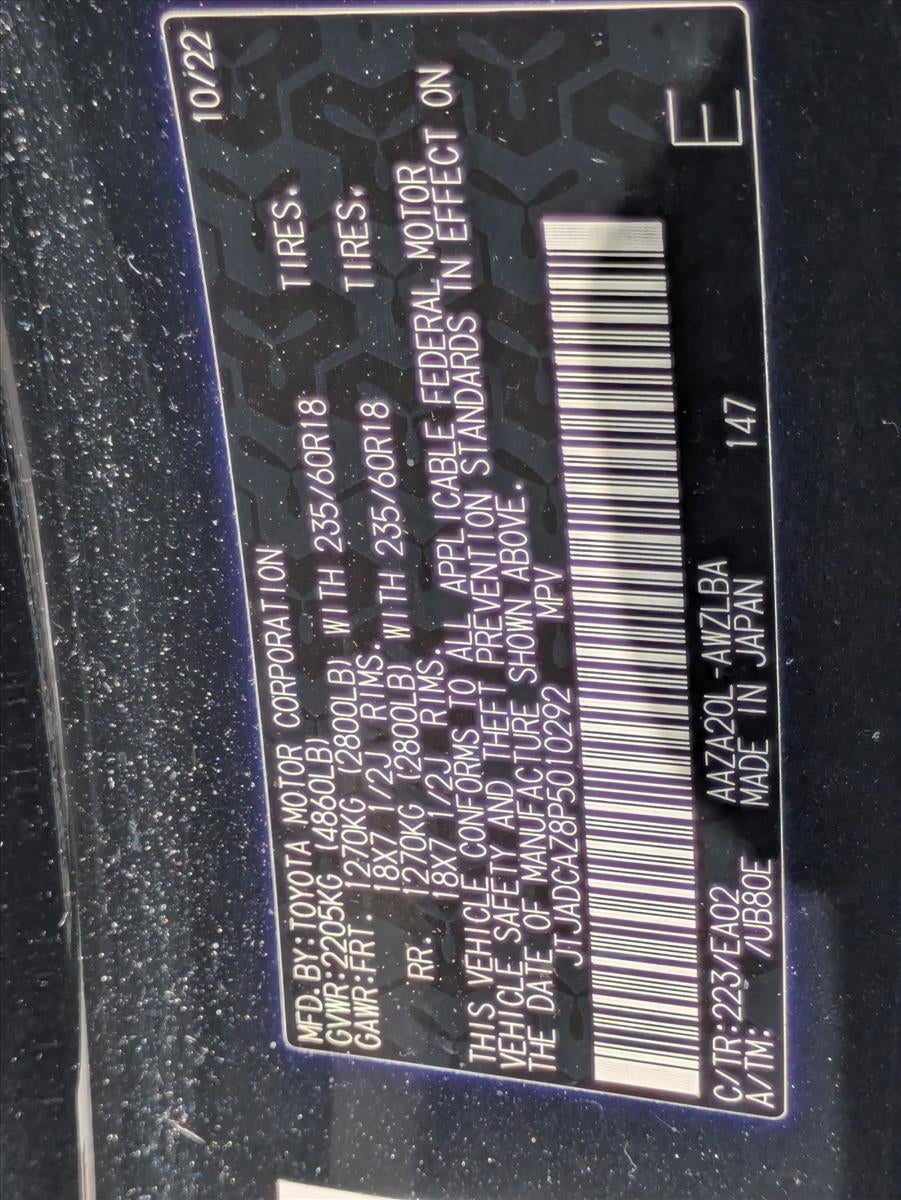 10/22
MFD.BY:TOYOTA MOTOR CORPORATION
GVWR:2205KG (4860LB)
GAWR:FRT. 1270KG (2800LB) WITH 235/60R18 TIRES.
18X7 1/2J RIMS.
RR. 1270KG (2800LB) WITH 235/60R18 TIRES,
18X7 1/2J RIMS.
THIS VEHICLE CONFORMS TO ALL APPLICABLE FEDERAL MOTOR
VEHICLE SAFETY AND THEFT PREVENTION STANDARDS IN EFFECT ON
THE DATE OF MANUFACTURE SHOWN ABOVE.
JTJADCAZ8P5010292 MPV
C/TR:223/EA02 AAZA20L-AWZLBA 147 E
A/TM: /UB80E MADE IN JAPAN